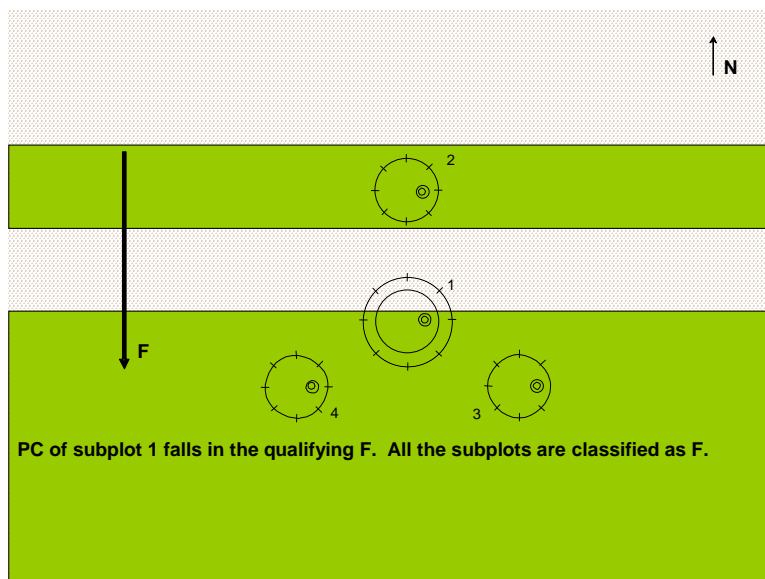 N
2
1
F
4
3
PC of subplot 1 falls in the qualifying F. All the subplots are classified as F.